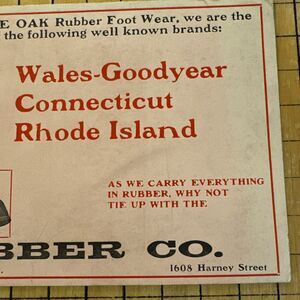 E OAK Rubber Foot Wear, we are the
the following well known brands:
Wales-Goodyear
Connecticut
Rhode Island
AS WE CARRY EVERYTHING
IN RUBBER, WHY NOT
TIE UP WITH THE
BBER CO.
1608 Harney Street